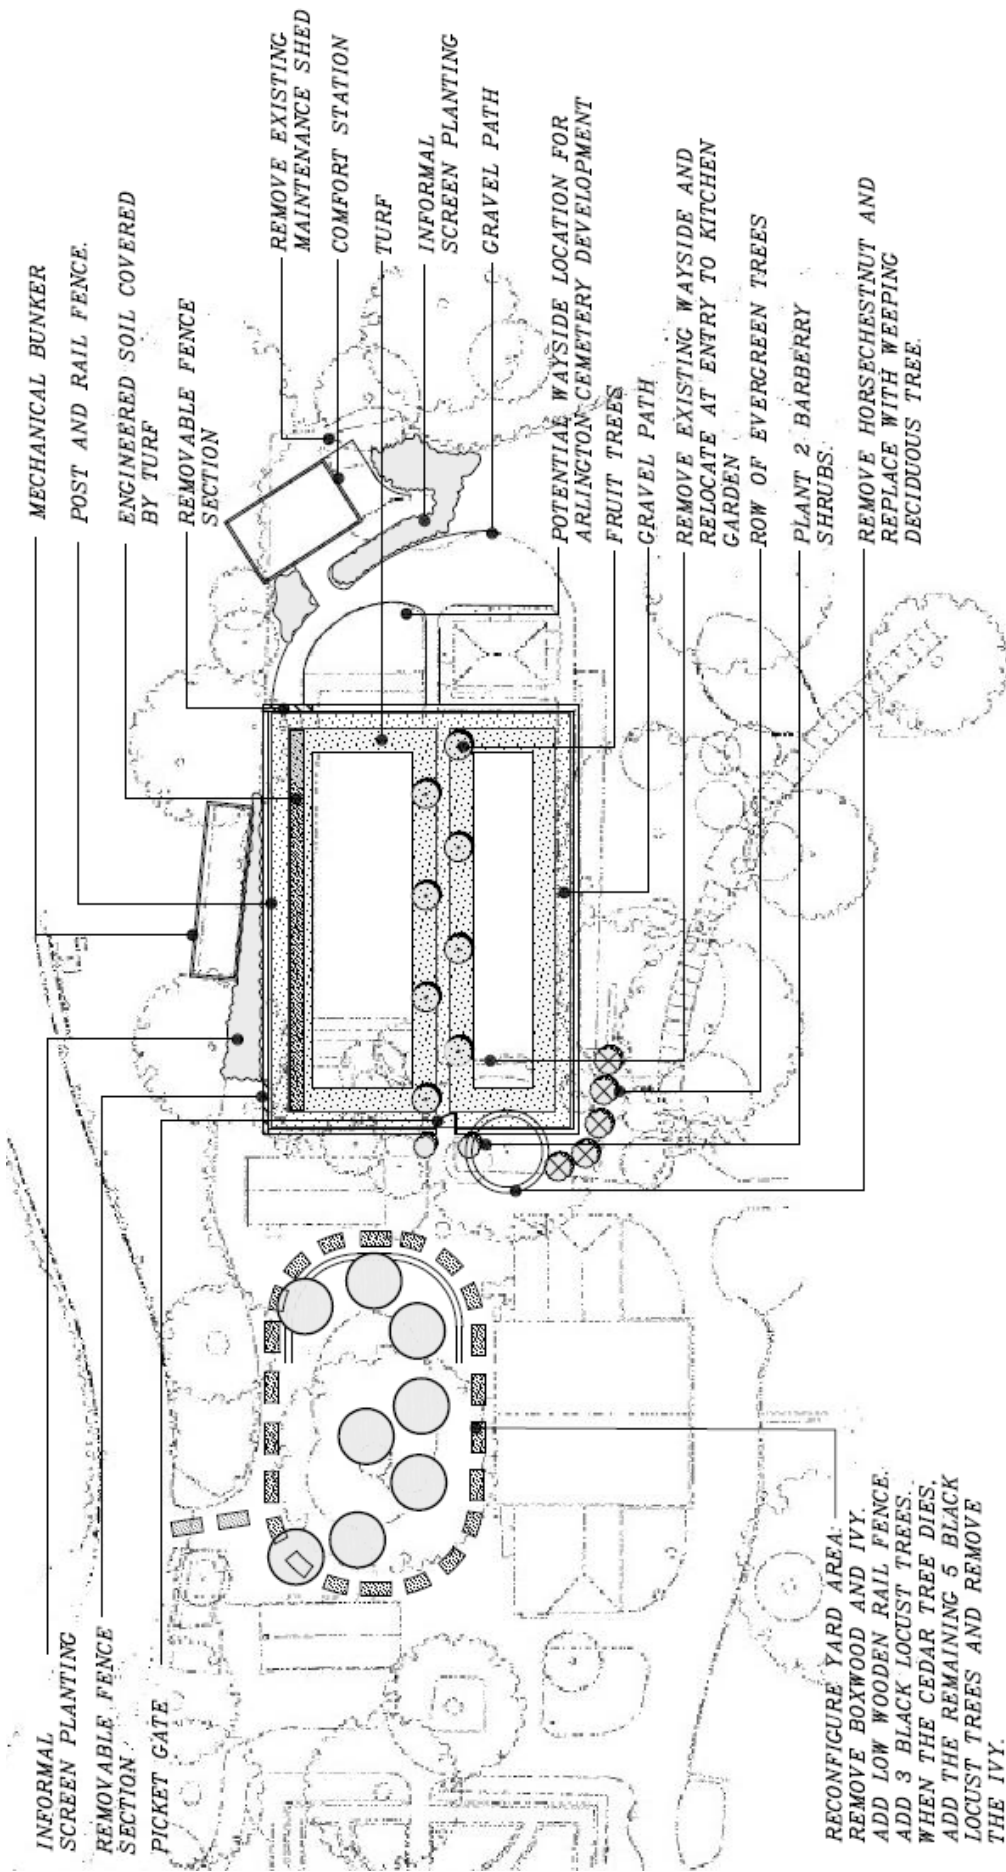 MECHANICAL BUNKER
POST AND RAIL FENCE.
ENGINEERED SOIL COVERED
BY TURF
REMOVABLE FENCE
SECTION
REMOVE EXISTING
MAINTENANCE SHED
COMFORT STATION
TURF
INFORMAL
SCREEN PLANTING
GRAVEL PATH
POTENTIAL WAYSIDE LOCATION FOR
ARLINGTON CEMETERY DEVELOPMENT
FRUIT TREES
GRAVEL PATH
REMOVE EXISTING WAYSIDE AND
RELOCATE AT ENTRY TO KITCHEN
GARDEN
ROW OF EVERGREEN TREES
PLANT 2 BARBERRY
SHRUBS.
REMOVE HORSECHESTNUT AND
REPLACE WITH WEEPING
DECIDUOUS TREE.
INFORMAL
SCREEN PLANTING
REMOVABLE FENCE
SECTION
PICKET GATE
RECONFIGURE YARD AREA.
REMOVE BOXWOOD AND IVY.
ADD LOW WOODEN RAIL FENCE.
ADD 3 BLACK LOCUST TREES.
WHEN THE CEDAR TREE DIES,
ADD THE REMAINING 5 BLACK
LOCUST TREES AND REMOVE
THE IVY.